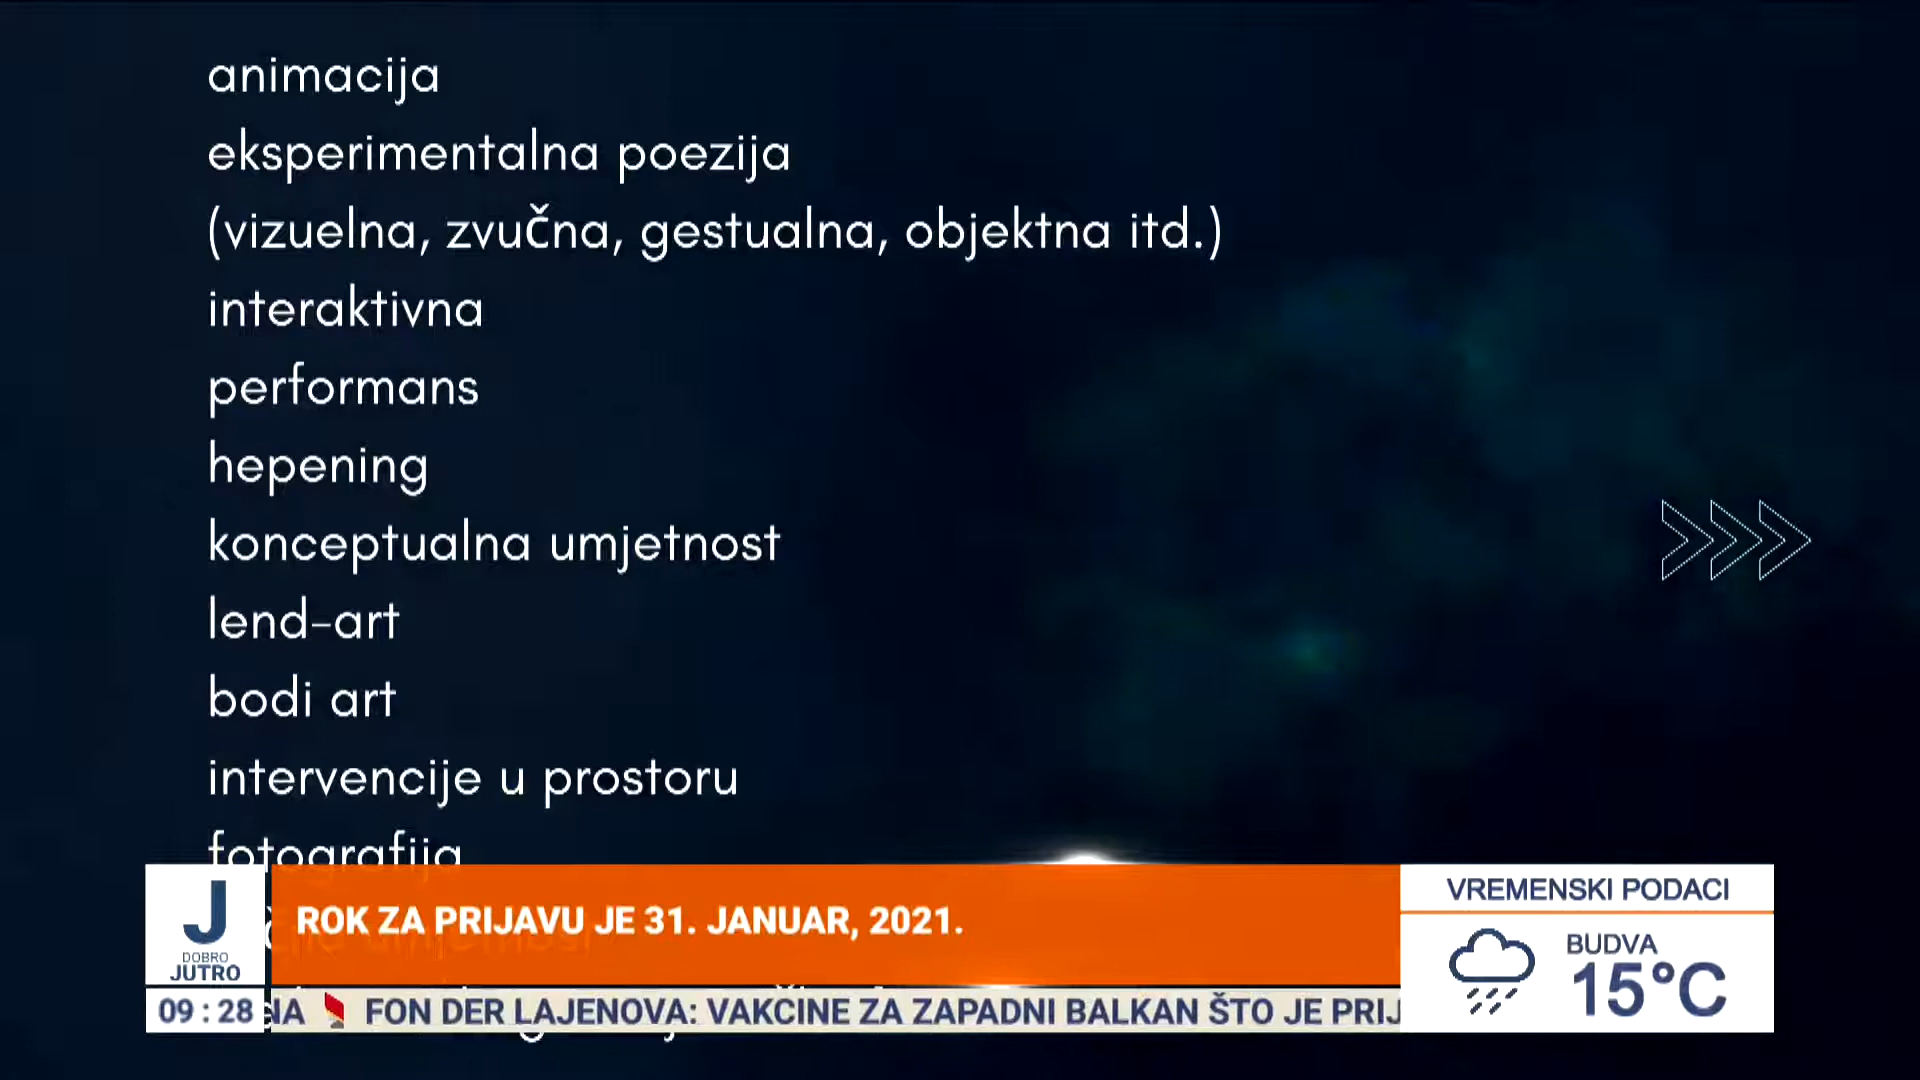 animacija
eksperimentalna poezija
(vizuelna, zvučna, gestualna, objektna itd.)
interaktivna
performans
hepening
konceptualna umjetnost
lend-art
bodi art
intervencije u prostoru
fotografija
J
DOBRO
JUTRO
ROK ZA PRIJAVU JE 31. JANUAR, 2021.
VREMENSKI PODACI
BUDVA
15°C
09:28
NA FON DER LAJENOVA: VAKCINE ZA ZAPADNI BALKAN ŠTO JE PRIJ